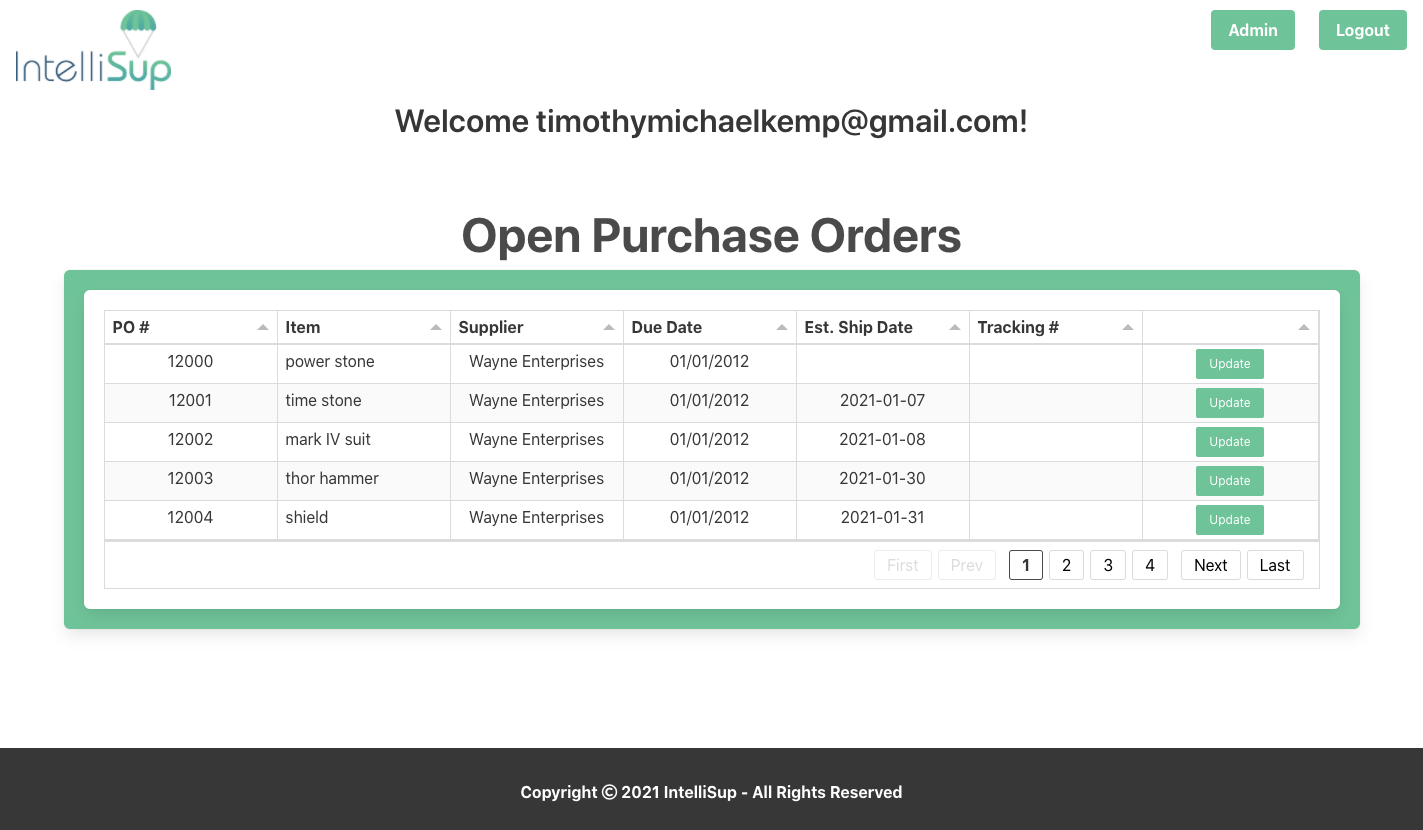 IntelliSup
Admin Logout
Welcome timothymichaelkemp@gmail.com!
Open Purchase Orders
PO # Item Supplier Due Date Est. Ship Date Tracking #
12000 power stone Wayne Enterprises 01/01/2012 Update
12001 time stone Wayne Enterprises 01/01/2012 2021-01-07 Update
12002 mark IV suit Wayne Enterprises 01/01/2012 2021-01-08 Update
12003 thor hammer Wayne Enterprises 01/01/2012 2021-01-30 Update
12004 shield Wayne Enterprises 01/01/2012 2021-01-31 Update
First Prev 1 2 3 4 Next Last
Copyright © 2021 IntelliSup - All Rights Reserved